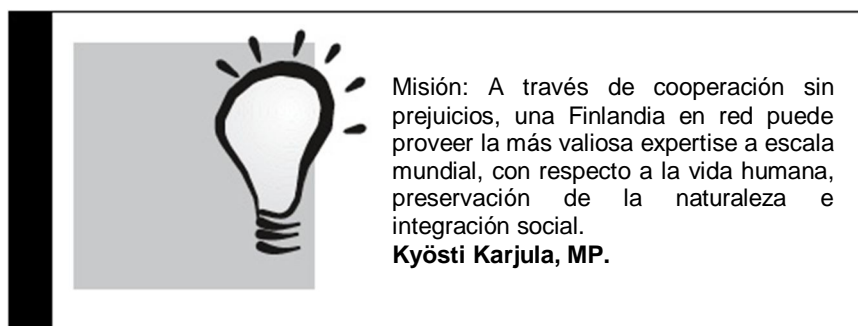 Misión: A través de cooperación sin
prejuicios, una Finlandia en red puede
proveer la más valiosa expertise a escala
mundial, con respecto a la vida humana,
preservación de la naturaleza e
integración social.
Kyösti Karjula, MP.